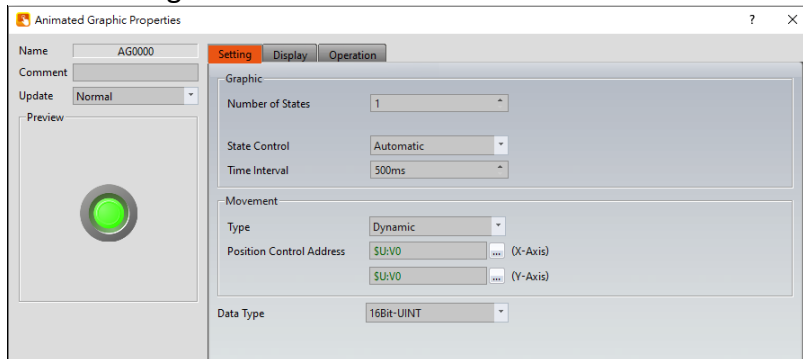 Animated Graphic Properties ? ×
Name AG0000
Comment
Update Normal
Preview
Setting Display Operation
Graphic
Number of States 1
State Control Automatic
Time Interval 500ms
Movement
Type Dynamic
Position Control Address $U:V0 ... (X-Axis)
$U:V0 ... (Y-Axis)
Data Type 16Bit-UINT